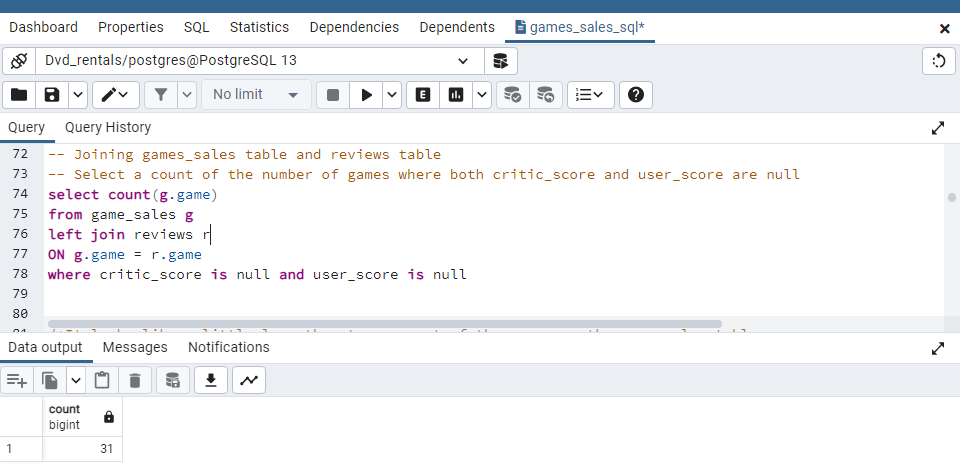 Dashboard Properties SQL Statistics Dependencies Dependents games_sales_sql*
Dvd_rentals/postgres@PostgreSQL 13
No limit
Query Query History
72 -- Joining games_sales table and reviews table
73 -- Select a count of the number of games where both critic_score and user_score are null
74 select count(g.game)
75 from game_sales g
76 left join reviews r
77 ON g.game = r.game
78 where critic_score is null and user_score is null
79
80
Data output Messages Notifications
count
bigint
1 31